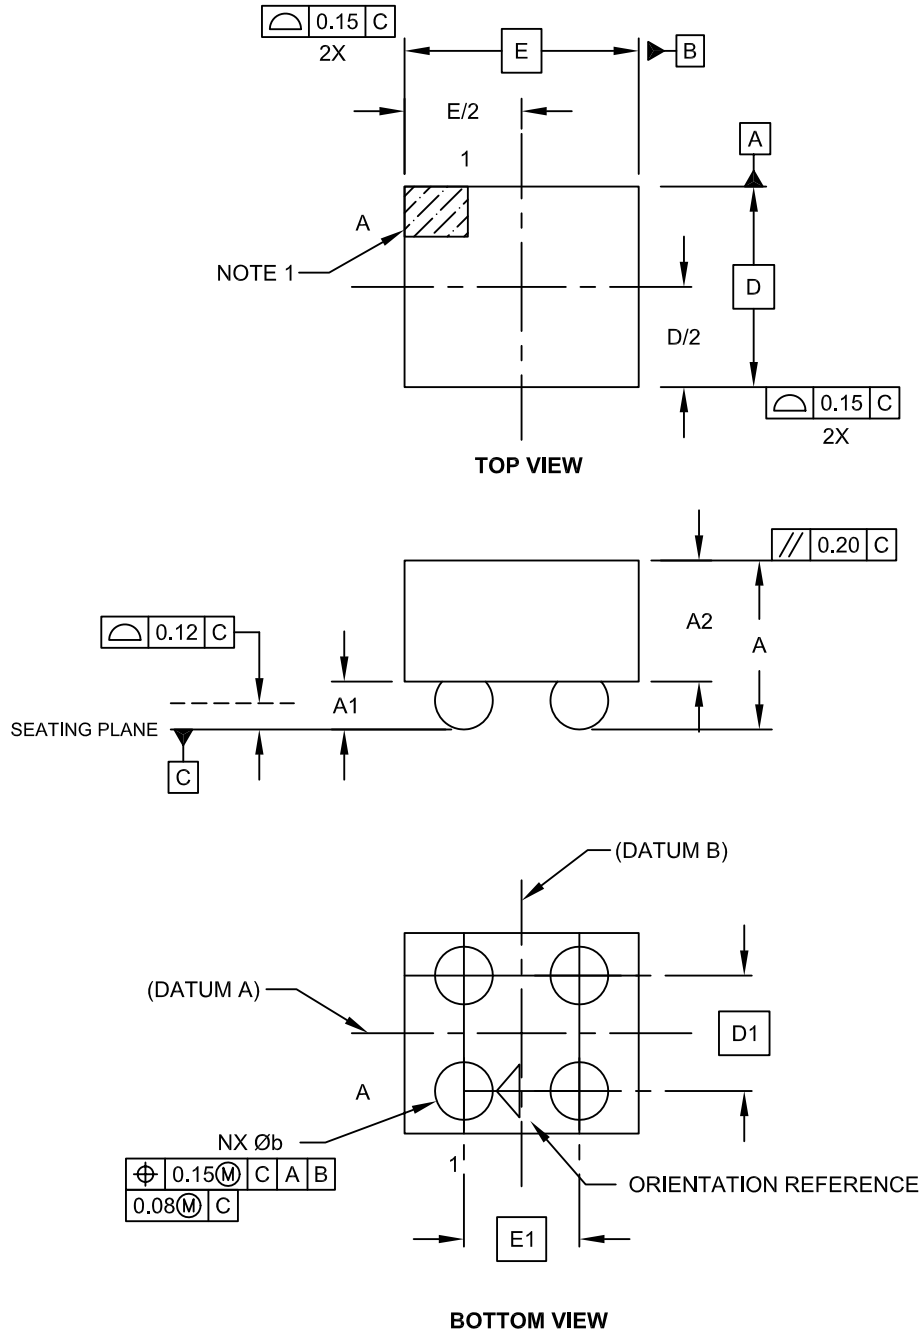 ⌓ 0.15 C
2X
E
B
E/2
1
A
A
NOTE 1
D
D/2
⌓ 0.15 C
2X
TOP VIEW
// 0.20 C
A2
A
⌓ 0.12 C
A1
SEATING PLANE
C
(DATUM B)
(DATUM A)
D1
A
NX Øb
⌖ 0.15Ⓜ C A B
0.08Ⓜ C
1
ORIENTATION REFERENCE
E1
BOTTOM VIEW